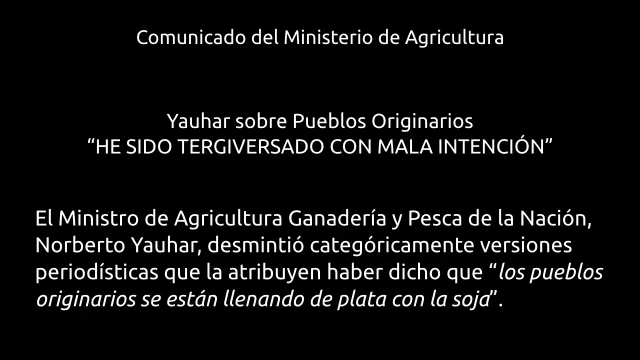 Comunicado del Ministerio de Agricultura
Yauhar sobre Pueblos Originarios
“HE SIDO TERGIVERSADO CON MALA INTENCIÓN”
El Ministro de Agricultura Ganadería y Pesca de la Nación,
Norberto Yauhar, desmintió categóricamente versiones
periodísticas que la atribuyen haber dicho que “los pueblos
originarios se están llenando de plata con la soja”.